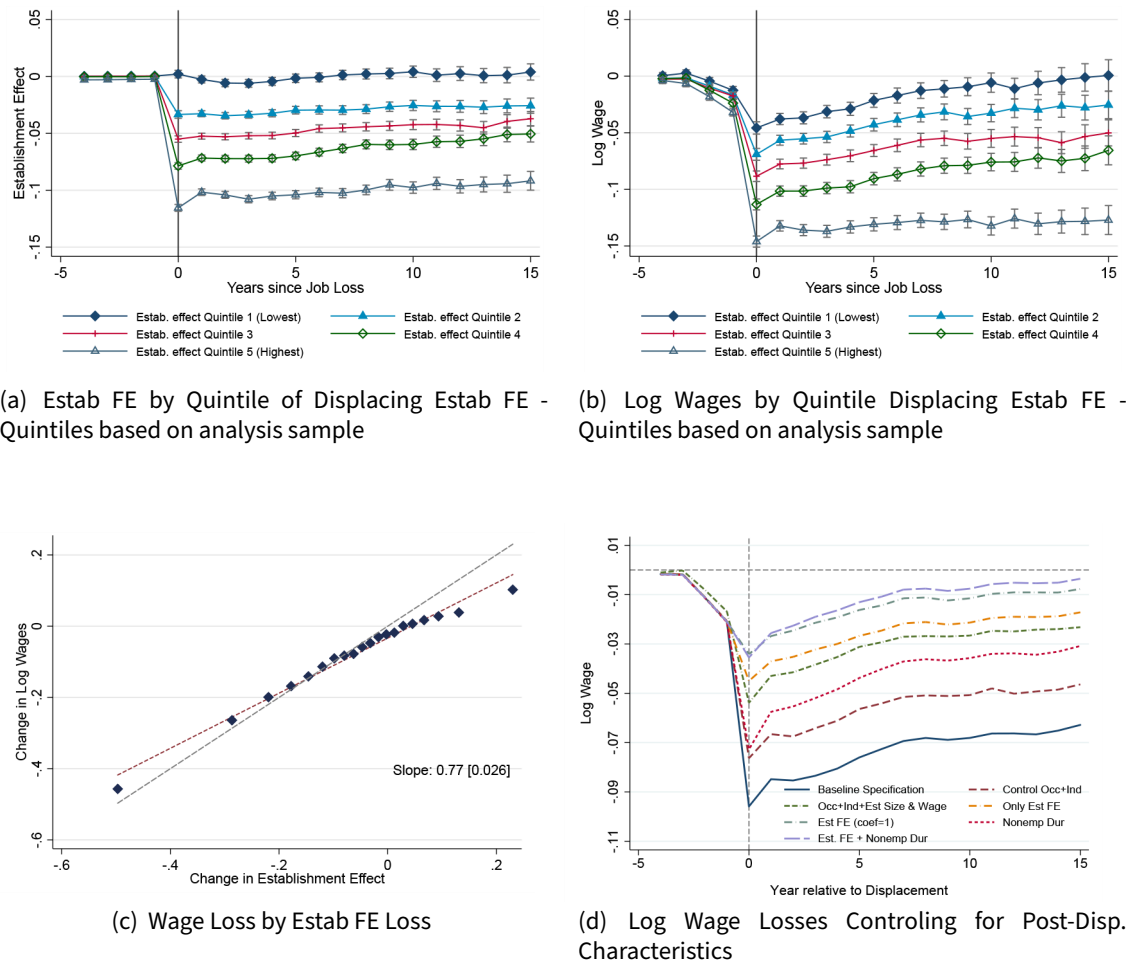 .05
0
-.05
-.1
-.15
Establishment Effect
-5
0
5
10
15
Years since Job Loss
Estab. effect Quintile 1 (Lowest)
Estab. effect Quintile 2
Estab. effect Quintile 3
Estab. effect Quintile 4
Estab. effect Quintile 5 (Highest)
(a) Estab FE by Quintile of Displacing Estab FE -
Quintiles based on analysis sample
.05
0
-.05
-.1
-.15
Log Wage
-5
0
5
10
15
Years since Job Loss
Estab. effect Quintile 1 (Lowest)
Estab. effect Quintile 2
Estab. effect Quintile 3
Estab. effect Quintile 4
Estab. effect Quintile 5 (Highest)
(b) Log Wages by Quintile Displacing Estab FE -
Quintiles based on analysis sample
.2
0
-.2
-.4
-.6
Change in Log Wages
Slope: 0.77 [0.026]
-.6
-.4
-.2
0
.2
Change in Establishment Effect
(c) Wage Loss by Estab FE Loss
.01
-.01
-.03
-.05
-.07
-.09
-.11
Log Wage
Baseline Specification
Control Occ+Ind
Occ+Ind+Est Size & Wage
Only Est FE
Est FE (coef=1)
Nonemp Dur
Est. FE + Nonemp Dur
-5
0
5
10
15
Year relative to Displacement
(d) Log Wage Losses Controling for Post-Disp.
Characteristics